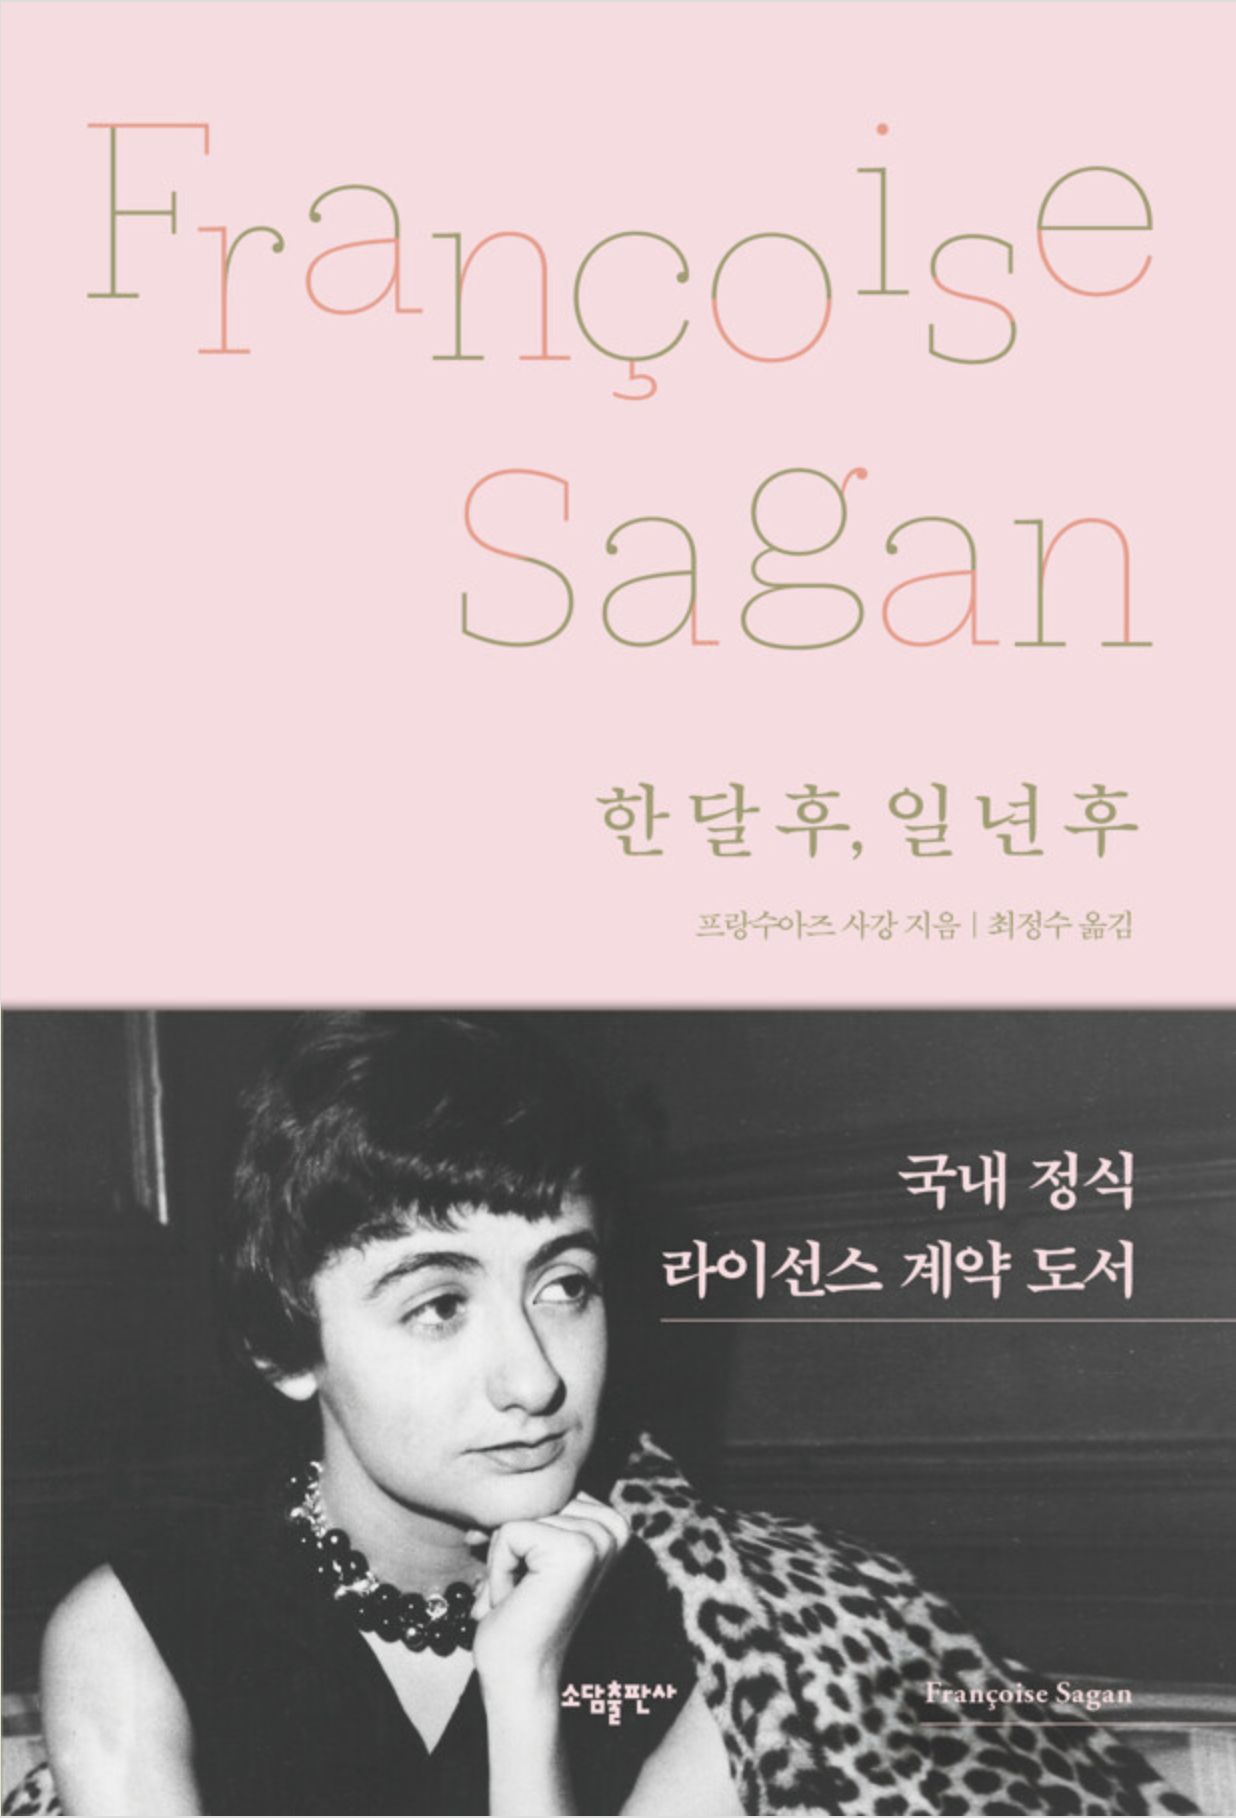 Françoise
Sagan
한 달 후, 일 년 후
프랑수아즈 사강 지음 | 최정수 옮김
국내 정식
라이선스 계약 도서
소담출판사
Françoise Sagan